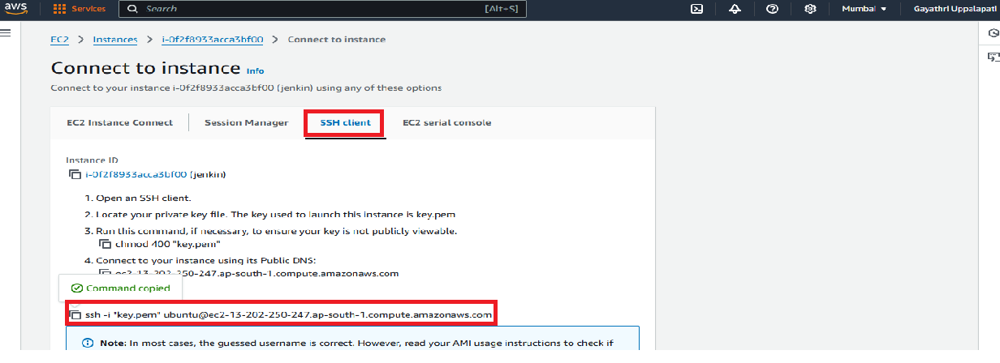 aws Services Search [Alt+S] Mumbai Gayathri Uppalapati
EC2 > Instances > i-0f2f8933acca3bf00 > Connect to instance
Connect to instance Info
Connect to your instance i-0f2f8933acca3bf00 (jenkin) using any of these options
EC2 Instance Connect Session Manager SSH client EC2 serial console
Instance ID
i-0f2f8933acca3bf00 (jenkin)
1. Open an SSH client.
2. Locate your private key file. The key used to launch this instance is key.pem
3. Run this command, if necessary, to ensure your key is not publicly viewable.
chmod 400 "key.pem"
4. Connect to your instance using its Public DNS:
ec2-13-202-250-247.ap-south-1.compute.amazonaws.com
Command copied
ssh -i "key.pem" ubuntu@ec2-13-202-250-247.ap-south-1.compute.amazonaws.com
Note: In most cases, the guessed username is correct. However, read your AMI usage instructions to check if